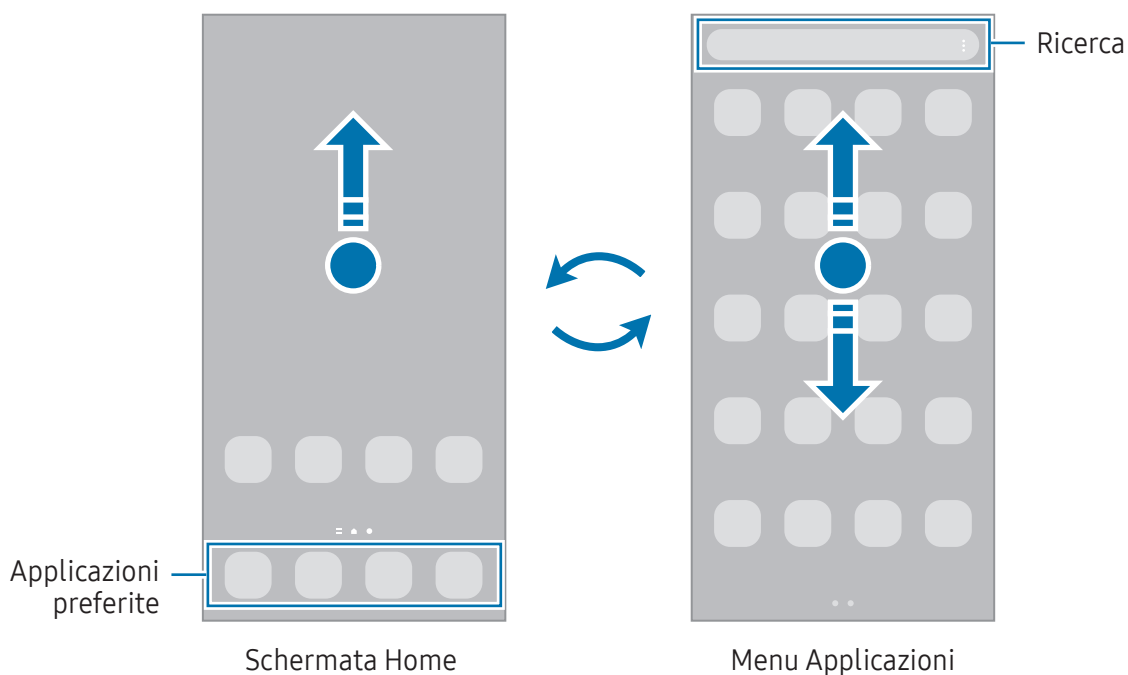 Ricerca
Applicazioni
preferite
Schermata Home
Menu Applicazioni